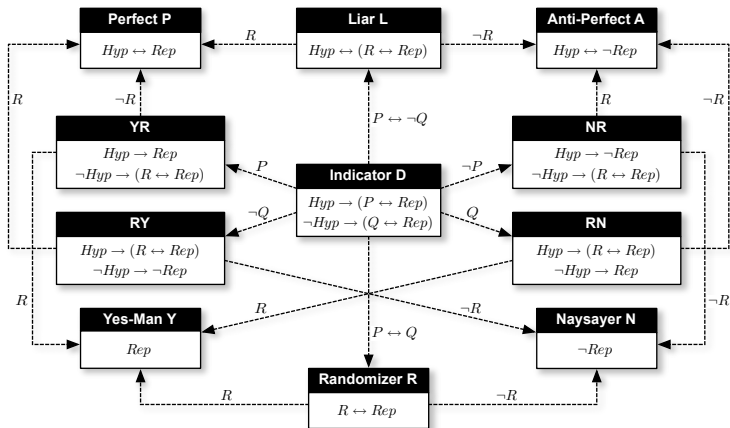 Perfect P
Hyp ↔ Rep
Liar L
Hyp ↔ (R ↔ Rep)
Anti-Perfect A
Hyp ↔ ¬Rep
R
¬R
R
¬R
P ↔ ¬Q
R
¬R
YR
Hyp → Rep
¬Hyp → (R ↔ Rep)
P
Indicator D
Hyp → (P ↔ Rep)
¬Hyp → (Q ↔ Rep)
¬P
NR
Hyp → ¬Rep
¬Hyp → (R ↔ Rep)
¬Q
Q
RY
Hyp → (R ↔ Rep)
¬Hyp → ¬Rep
RN
Hyp → (R ↔ Rep)
¬Hyp → Rep
R
R
¬R
¬R
Yes-Man Y
Rep
P ↔ Q
Naysayer N
¬Rep
Randomizer R
R ↔ Rep
R
¬R